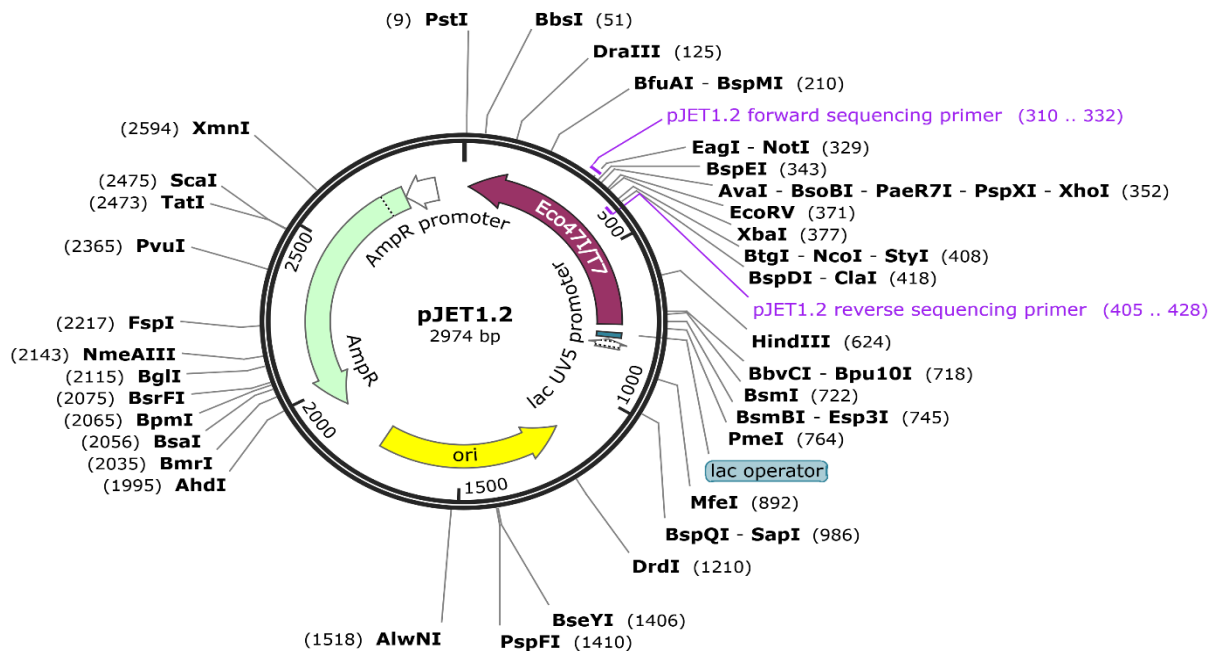 (9) PstI
BbsI (51)
DraIII (125)
BfuAI - BspMI (210)
pJET1.2 forward sequencing primer (310 .. 332)
EagI - NotI (329)
BspEI (343)
AvaI - BsoBI - PaeR7I - PspXI - XhoI (352)
EcoRV (371)
XbaI (377)
BtgI - NcoI - StyI (408)
BspDI - ClaI (418)
pJET1.2 reverse sequencing primer (405 .. 428)
HindIII (624)
BbvCI - Bpu10I (718)
BsmI (722)
BsmBI - Esp3I (745)
PmeI (764)
lac operator
MfeI (892)
BspQI - SapI (986)
DrdI (1210)
BseYI (1406)
PspFI (1410)
(1518) AlwNI
(1995) AhdI
(2035) BmrI
(2056) BsaI
(2065) BpmI
(2075) BsrFI
(2115) BglI
(2143) NmeAIII
(2217) FspI
(2365) PvuI
(2473) TatI
(2475) ScaI
(2594) XmnI
500
1000
1500
2000
2500
Eco47I/T7
lac UV5 promoter
ori
AmpR
AmpR promoter
pJET1.2
2974 bp